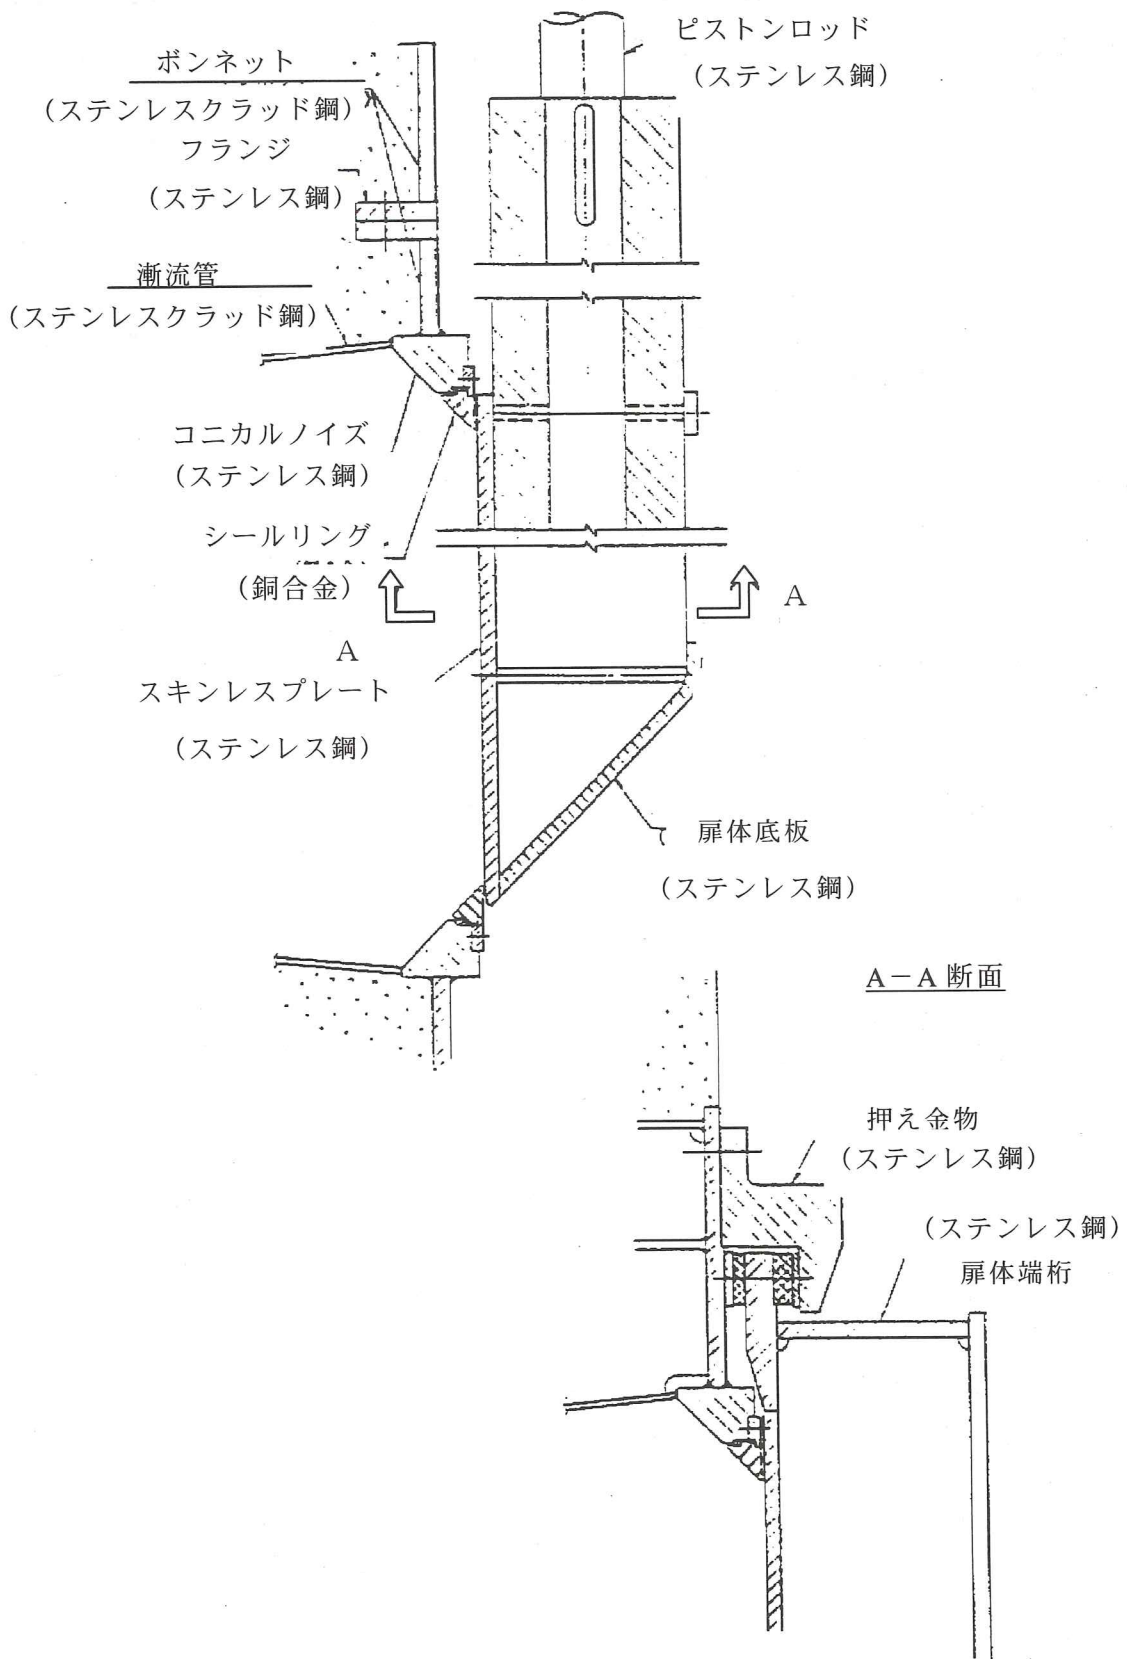 ピストンロッド
(ステンレス鋼)
ボンネット
(ステンレスクラッド鋼)
フランジ
(ステンレス鋼)
漸流管
(ステンレスクラッド鋼)
コニカルノイズ
(ステンレス鋼)
シールリング
(銅合金)
A
A
スキンレスプレート
(ステンレス鋼)
扉体底板
(ステンレス鋼)
A-A 断面
押え金物
(ステンレス鋼)
(ステンレス鋼)
扉体端桁